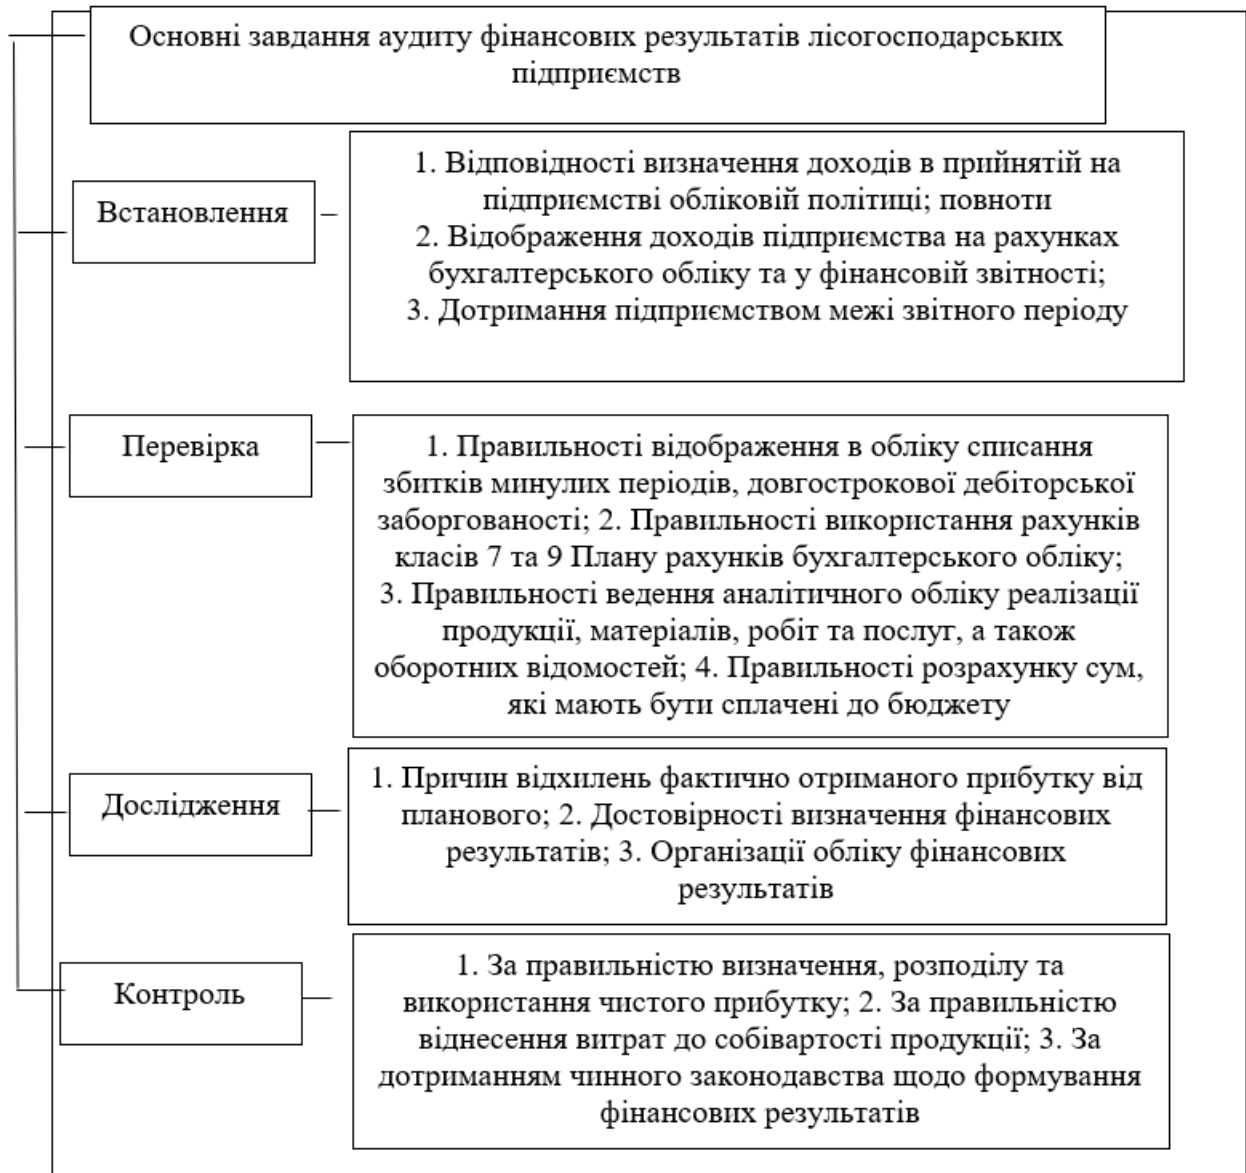 Основні завдання аудиту фінансових результатів лісогосподарських
підприємств
Встановлення
1. Відповідності визначення доходів в прийнятій на
підприємстві обліковій політиці; повноти
2. Відображення доходів підприємства на рахунках
бухгалтерського обліку та у фінансовій звітності;
3. Дотримання підприємством межі звітного періоду
Перевірка
1. Правильності відображення в обліку списання
збитків минулих періодів, довгострокової дебіторської
заборгованості; 2. Правильності використання рахунків
класів 7 та 9 Плану рахунків бухгалтерського обліку;
3. Правильності ведення аналітичного обліку реалізації
продукції, матеріалів, робіт та послуг, а також
оборотних відомостей; 4. Правильності розрахунку сум,
які мають бути сплачені до бюджету
Дослідження
1. Причин відхилень фактично отриманого прибутку від
планового; 2. Достовірності визначення фінансових
результатів; 3. Організації обліку фінансових
результатів
Контроль
1. За правильністю визначення, розподілу та
використання чистого прибутку; 2. За правильністю
віднесення витрат до собівартості продукції; 3. За
дотриманням чинного законодавства щодо формування
фінансових результатів